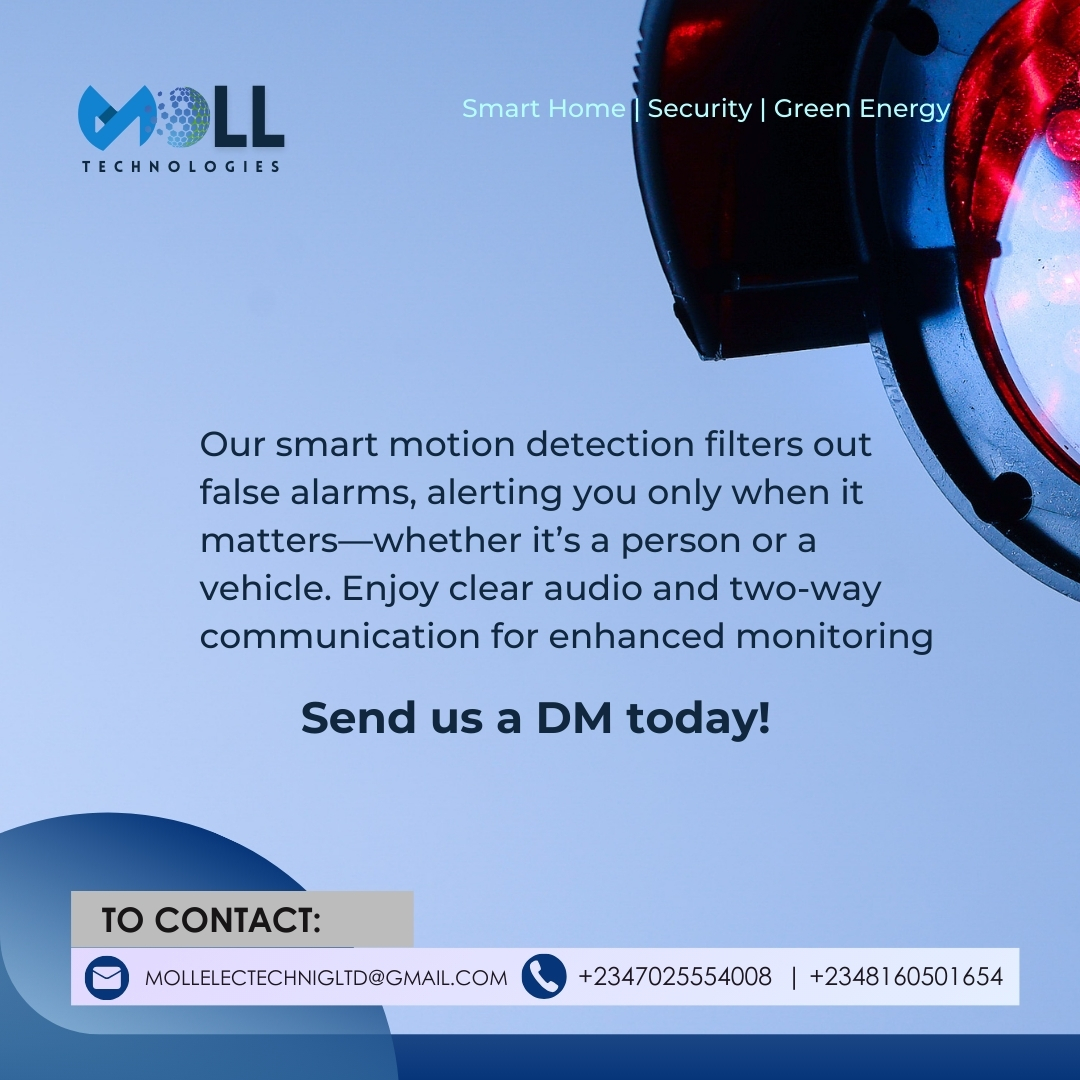 MOLL
TECHNOLOGIES
Smart Home | Security | Green Energy
Our smart motion detection filters out
false alarms, alerting you only when it
matters—whether it’s a person or a
vehicle. Enjoy clear audio and two-way
communication for enhanced monitoring
Send us a DM today!
TO CONTACT:
MOLLELECTECHNIGLTD@GMAIL.COM +2347025554008 | +2348160501654